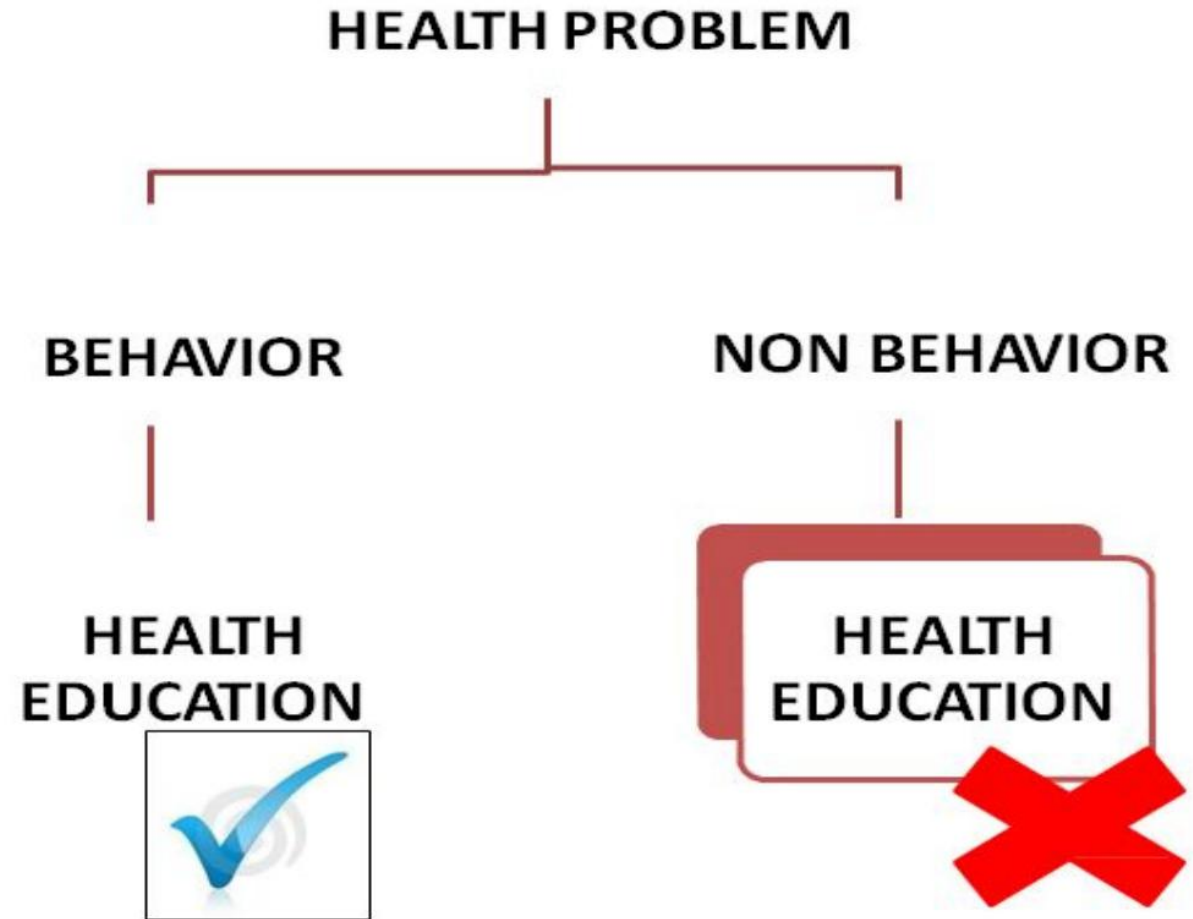 HEALTH PROBLEM
BEHAVIOR
NON BEHAVIOR
HEALTH
EDUCATION
HEALTH
EDUCATION